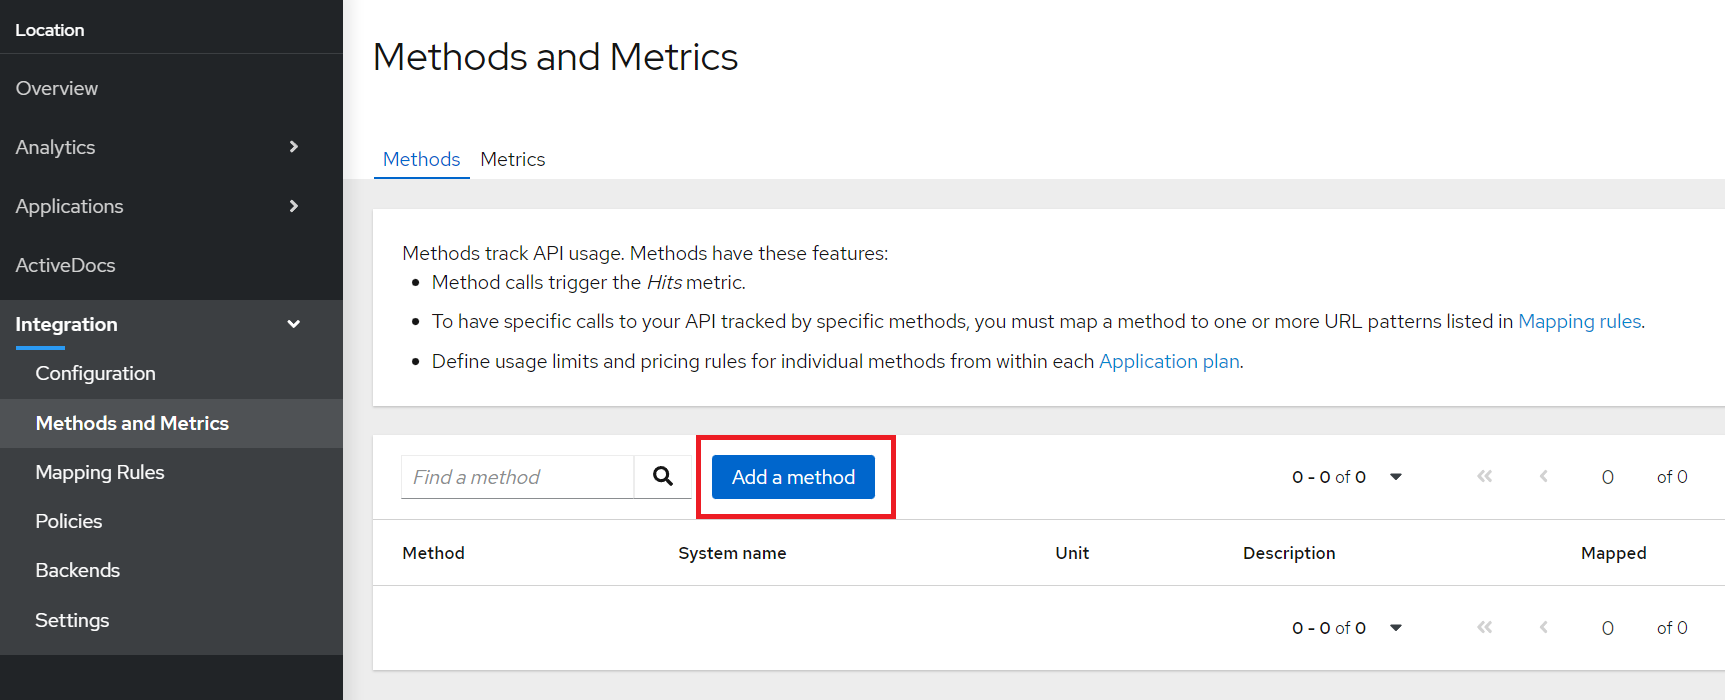 Location
Overview
Analytics
Applications
ActiveDocs
Integration
Configuration
Methods and Metrics
Mapping Rules
Policies
Backends
Settings
Methods and Metrics
Methods Metrics
Methods track API usage. Methods have these features:
Method calls trigger the Hits metric.
To have specific calls to your API tracked by specific methods, you must map a method to one or more URL patterns listed in Mapping rules.
Define usage limits and pricing rules for individual methods from within each Application plan.
Find a method Add a method 0 - 0 of 0 0 of 0
Method System name Unit Description Mapped
0 - 0 of 0 0 of 0